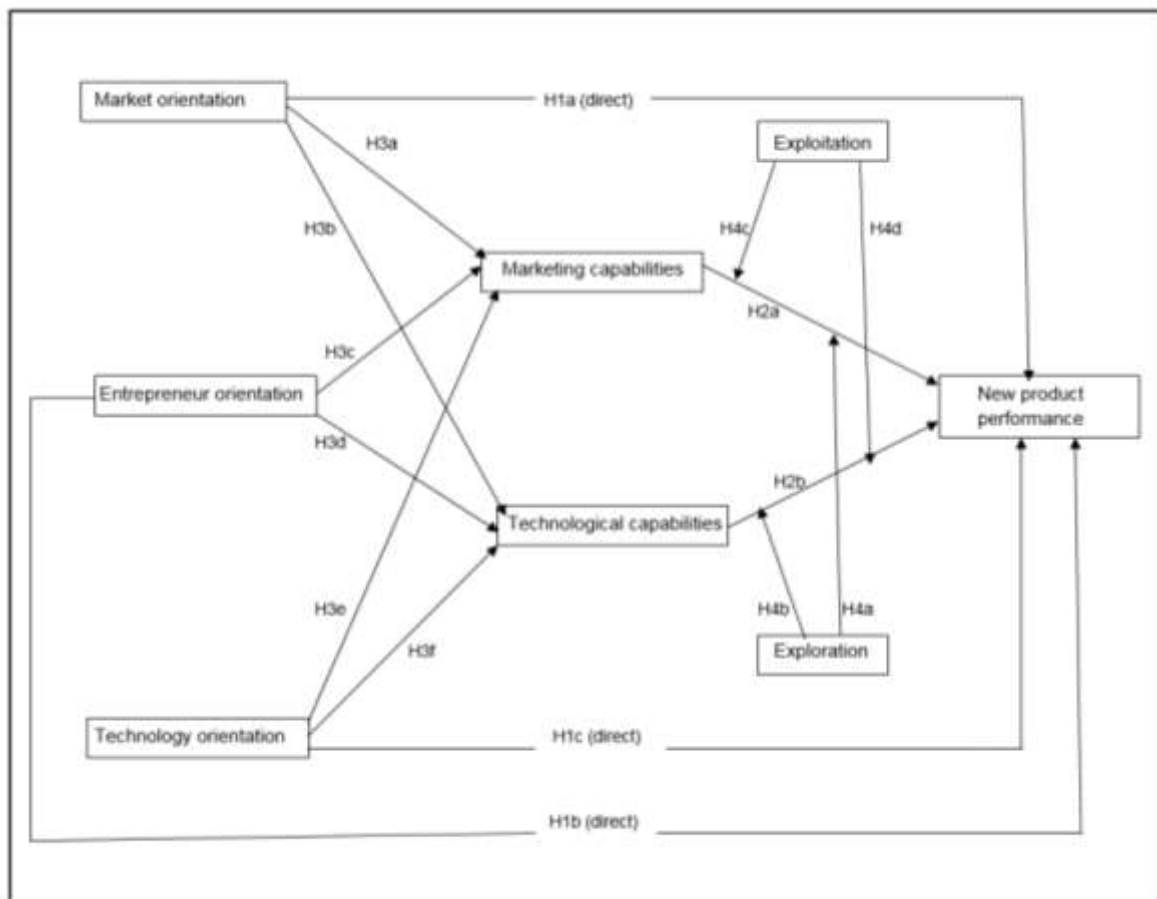 Market orientation
H1a (direct)
Exploitation
H3a
H3b
H4c
H4d
Marketing capabilities
H2a
H3c
Entrepreneur orientation
New product
performance
H3d
H2b
Technological capabilities
H3e
H4b
H4a
H3f
Exploration
Technology orientation
H1c (direct)
H1b (direct)